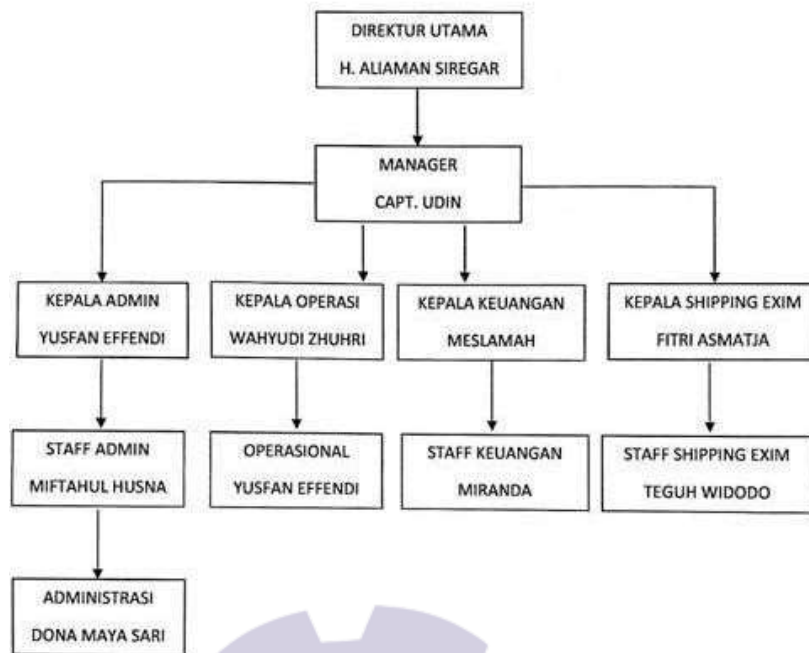 DIREKTUR UTAMA
H. ALIAMAN SIREGAR
MANAGER
CAPT. UDIN
KEPALA ADMIN
YUSFAN EFFENDI
KEPALA OPERASI
WAHYUDI ZHUHRI
KEPALA KEUANGAN
MESLAMAH
KEPALA SHIPPING EXIM
FITRI ASMATJA
STAFF ADMIN
MIFTAHUL HUSNA
OPERASIONAL
YUSFAN EFFENDI
STAFF KEUANGAN
MIRANDA
STAFF SHIPPING EXIM
TEGUH WIDODO
ADMINISTRASI
DONA MAYA SARI